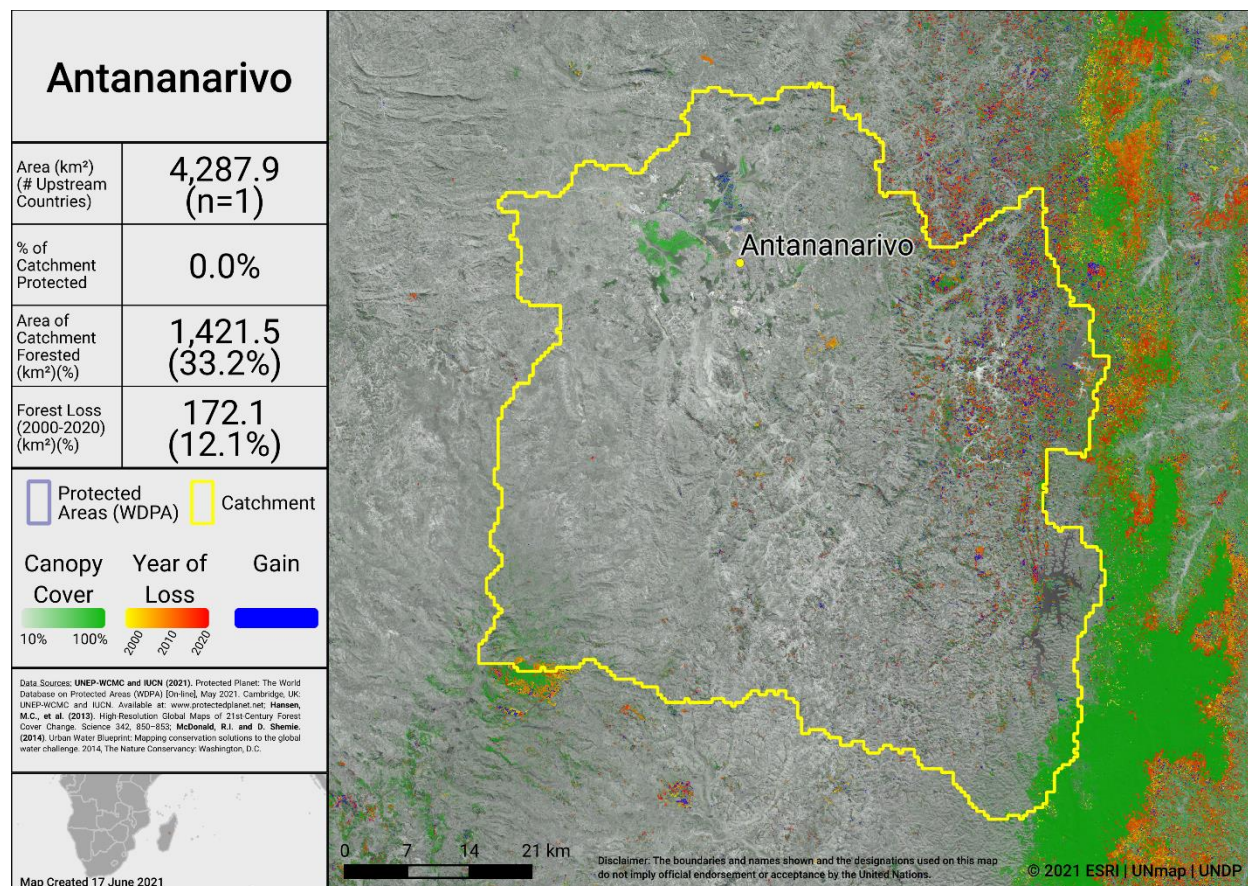 Antananarivo
Area (km²)
(# Upstream
Countries)
4,287.9
(n=1)
% of
Catchment
Protected
0.0%
Area of
Catchment
Forested
(km²)(%)
1,421.5
(33.2%)
Forest Loss
(2000-2020)
(km²)(%)
172.1
(12.1%)
Protected
Areas (WDPA)
Catchment
Canopy
Cover
10% 100%
Year of
Loss
2000 2010 2020
Gain
Data Sources: UNEP-WCMC and IUCN (2021). Protected Planet: The World
Database on Protected Areas (WDPA) [On-line], May 2021. Cambridge, UK:
UNEP-WCMC and IUCN. Available at: www.protectedplanet.net; Hansen,
M.C., et al. (2013). High-Resolution Global Maps of 21st-Century Forest
Cover Change. Science 342, 850–853; McDonald, R.I. and D. Shemie.
(2014). Urban Water Blueprint: Mapping conservation solutions to the global
water challenge. 2014, The Nature Conservancy: Washington, D.C.
Map Created 17 June 2021
Antananarivo
0 7 14 21 km
Disclaimer: The boundaries and names shown and the designations used on this map
do not imply official endorsement or acceptance by the United Nations.
© 2021 ESRI | UNmap | UNDP